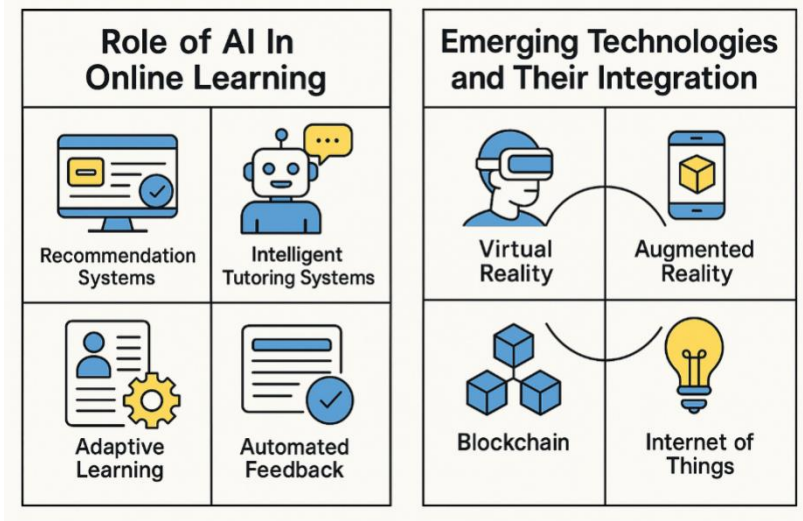 Role of AI In
Online Learning
Recommendation
Systems
Intelligent
Tutoring Systems
Adaptive
Learning
Automated
Feedback
Emerging Technologies
and Their Integration
Virtual
Reality
Augmented
Reality
Blockchain
Internet of
Things